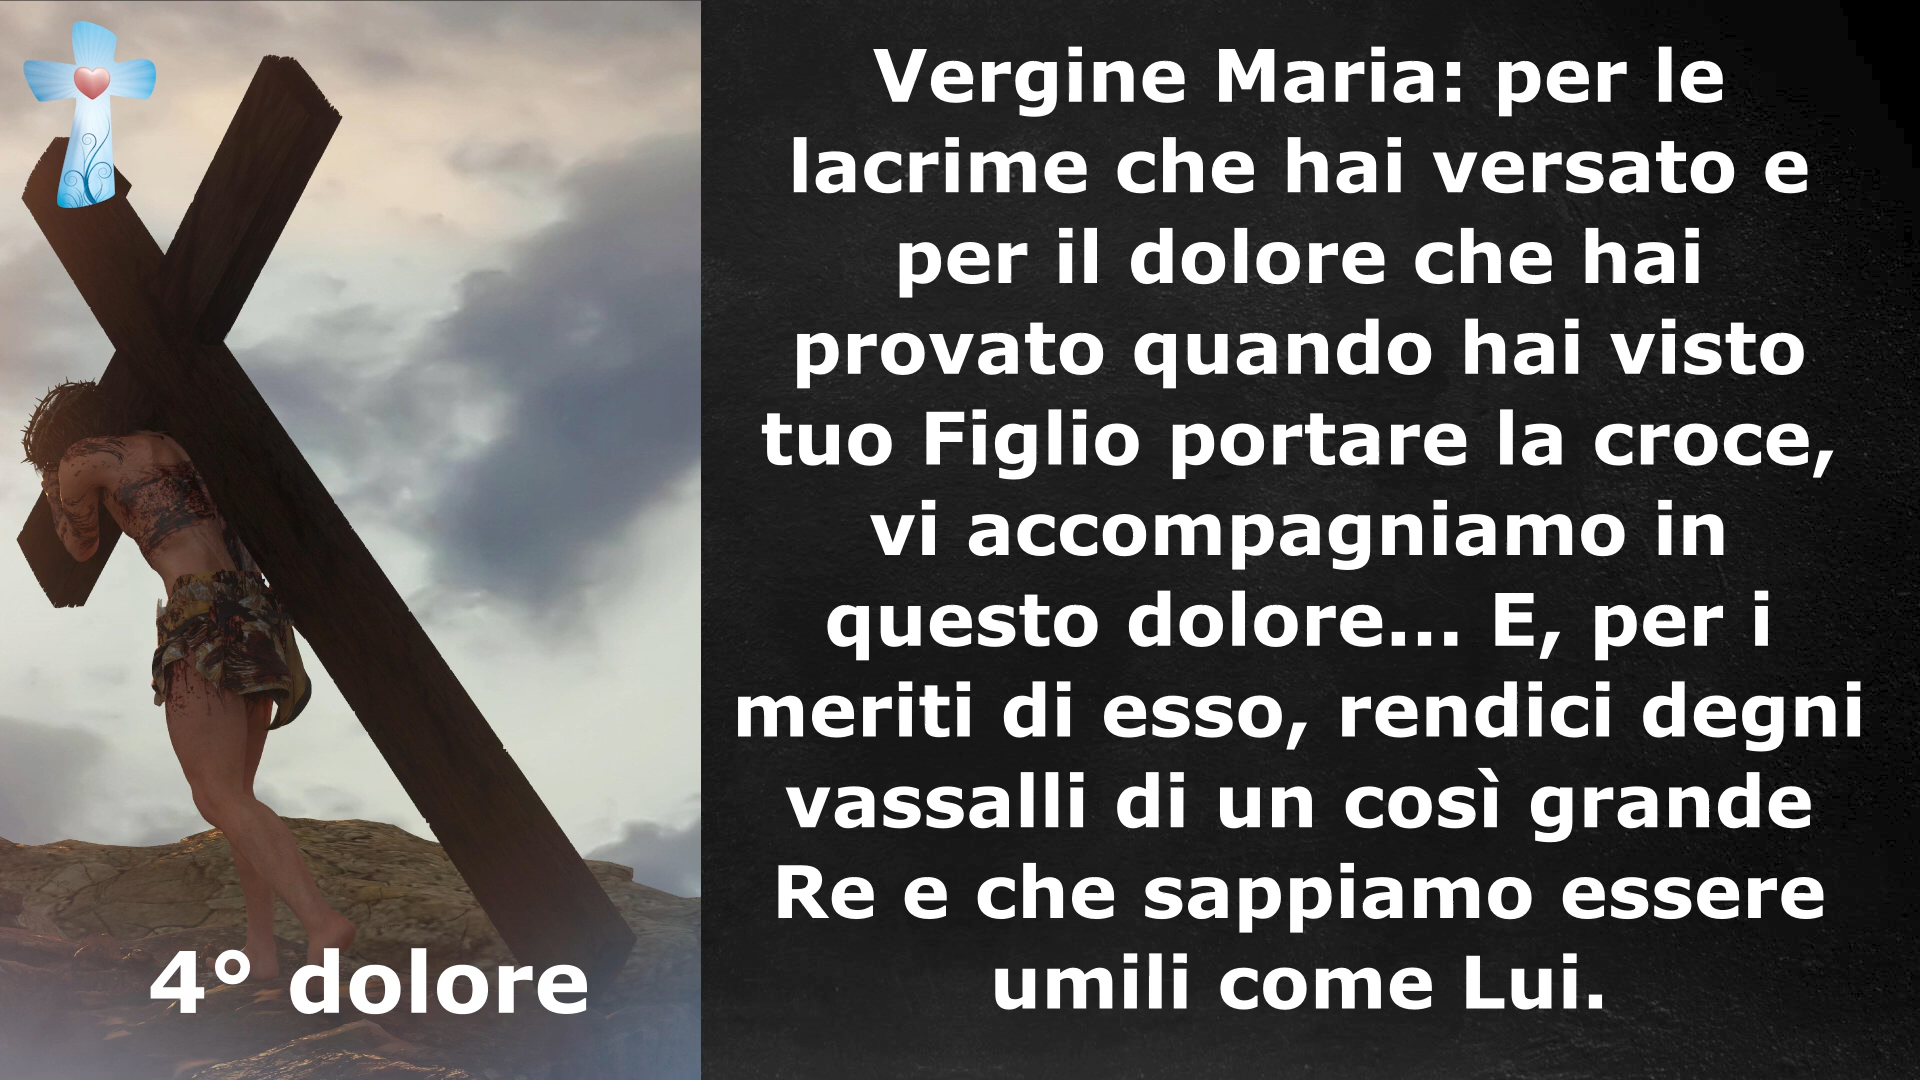 Vergine Maria: per le
lacrime che hai versato e
per il dolore che hai
provato quando hai visto
tuo Figlio portare la croce,
vi accompagniamo in
questo dolore... E, per i
meriti di esso, rendici degni
vassalli di un così grande
Re e che sappiamo essere
umili come Lui.
4° dolore